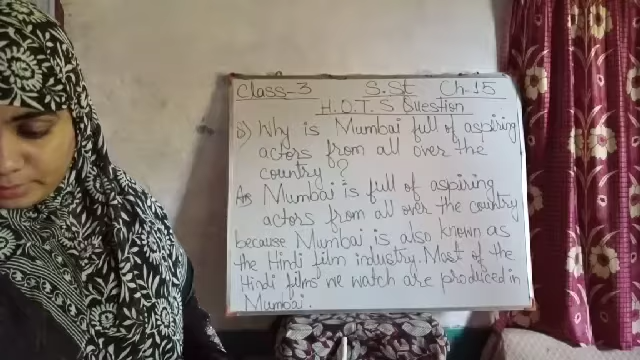 Class-3 S.St Ch.15
H.O.T.S Question
Q) Why is Mumbai full of aspiring
actors from all over the
country?
Ans Mumbai is full of aspiring
actors from all over the country
because Mumbai is also known as
the Hindi film industry. Most of the
Hindi films we watch are produced in
Mumbai.